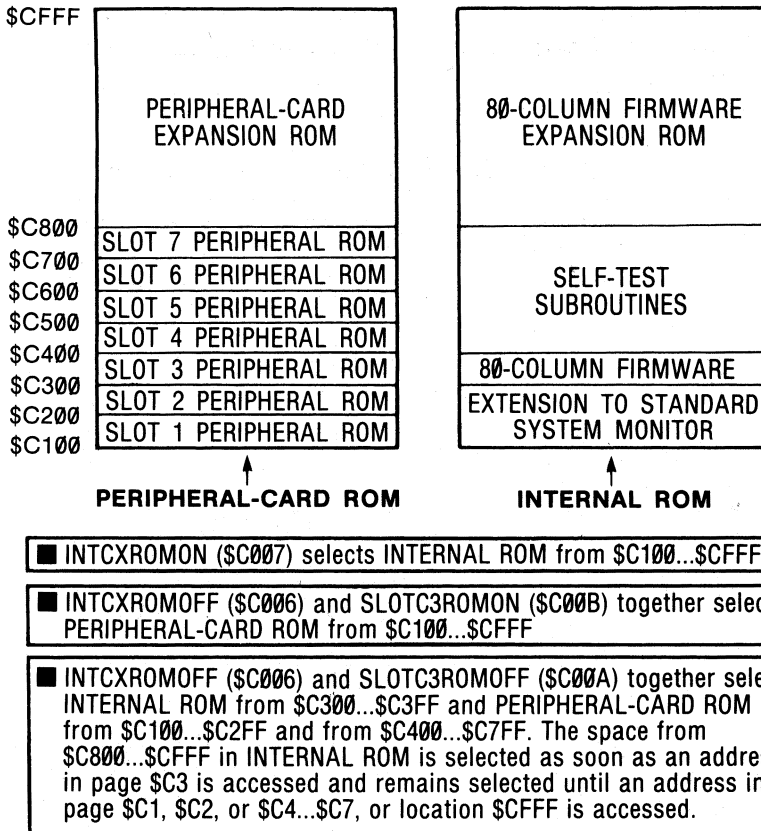 $CFFF
PERIPHERAL-CARD
EXPANSION ROM
$C800
SLOT 7 PERIPHERAL ROM
$C700
SLOT 6 PERIPHERAL ROM
$C600
SLOT 5 PERIPHERAL ROM
$C500
SLOT 4 PERIPHERAL ROM
$C400
SLOT 3 PERIPHERAL ROM
$C300
SLOT 2 PERIPHERAL ROM
$C200
SLOT 1 PERIPHERAL ROM
$C100
PERIPHERAL-CARD ROM
80-COLUMN FIRMWARE
EXPANSION ROM
SELF-TEST
SUBROUTINES
80-COLUMN FIRMWARE
EXTENSION TO STANDARD
SYSTEM MONITOR
INTERNAL ROM
■ INTCXROMON ($C007) selects INTERNAL ROM from $C100...$CFFF
■ INTCXROMOFF ($C006) and SLOTC3ROMON ($C00B) together selec
PERIPHERAL-CARD ROM from $C100...$CFFF
■ INTCXROMOFF ($C006) and SLOTC3ROMOFF ($C00A) together sele
INTERNAL ROM from $C300...$C3FF and PERIPHERAL-CARD ROM
from $C100...$C2FF and from $C400...$C7FF. The space from
$C800...$CFFF in INTERNAL ROM is selected as soon as an addre
in page $C3 is accessed and remains selected until an address in
page $C1, $C2, or $C4...$C7, or location $CFFF is accessed.